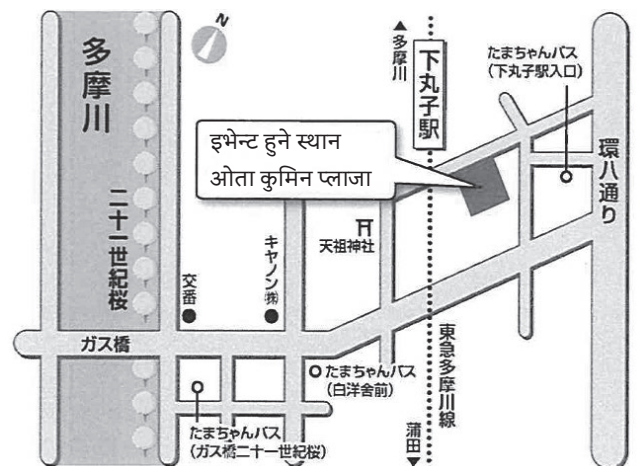 N
多摩川
二十一世紀桜
▲多摩川
下丸子駅
たまちゃんバス
(下丸子駅入口)
環八通り
इभेन्ट हुने स्थान
ओता कुमिन प्लाजा
天祖神社
キヤノン㈱
交番
ガス橋
たまちゃんバス
(白洋舎前)
東急多摩川線
蒲田▼
たまちゃんバス
(ガス橋二十一世紀桜)